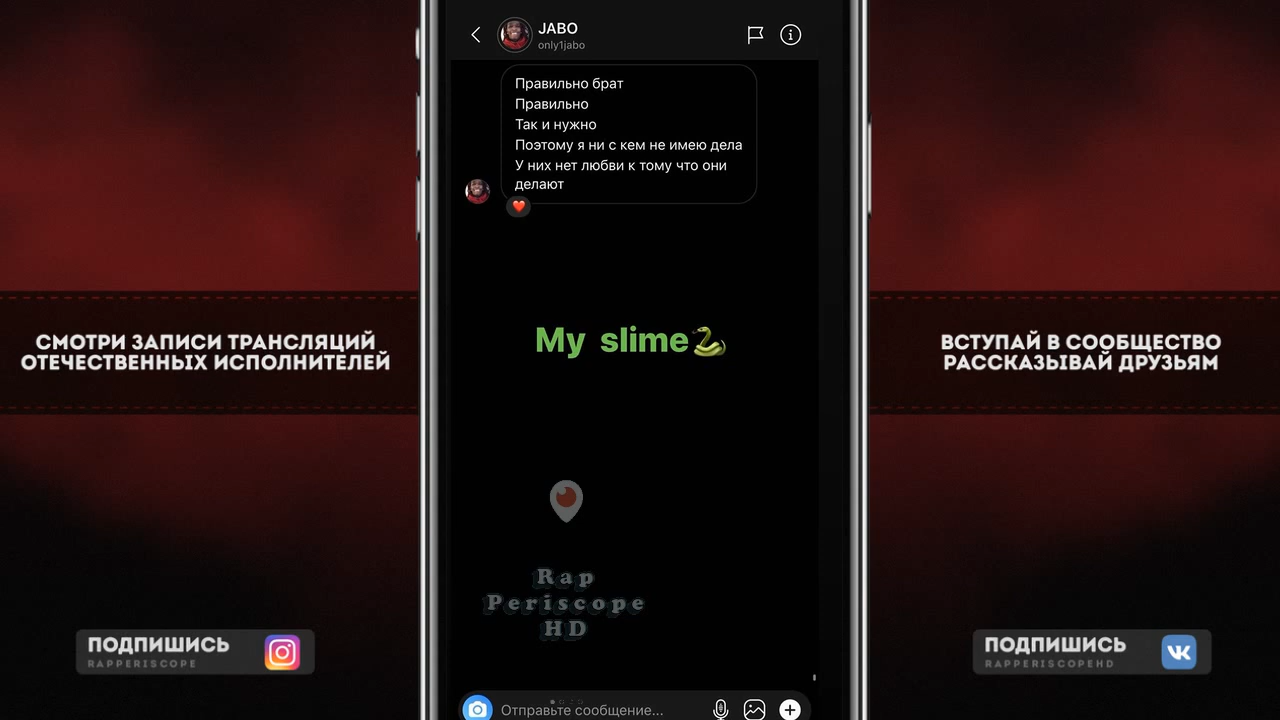 JABO
only1jabo
Правильно брат
Правильно
Так и нужно
Поэтому я ни с кем не имею дела
У них нет любви к тому что они
делают
My slime🐍
СМОТРИ ЗАПИСИ ТРАНСЛЯЦИЙ
ОТЕЧЕСТВЕННЫХ ИСПОЛНИТЕЛЕЙ
ВСТУПАЙ В СООБЩЕСТВО
РАССКАЗЫВАЙ ДРУЗЬЯМ
Rap
Periscope
HD
ПОДПИШИСЬ
RAPPERISCOPE
ПОДПИШИСЬ
RAPPERISCOPEHD
Отправьте сообщение...